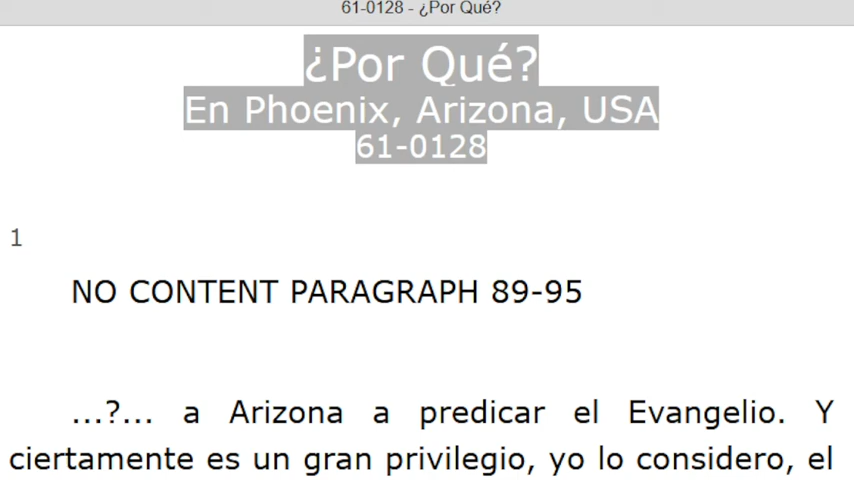 61-0128 - ¿Por Qué?
¿Por Qué?
En Phoenix, Arizona, USA
61-0128
1
NO CONTENT PARAGRAPH 89-95
...?... a Arizona a predicar el Evangelio. Y
ciertamente es un gran privilegio, yo lo considero, el